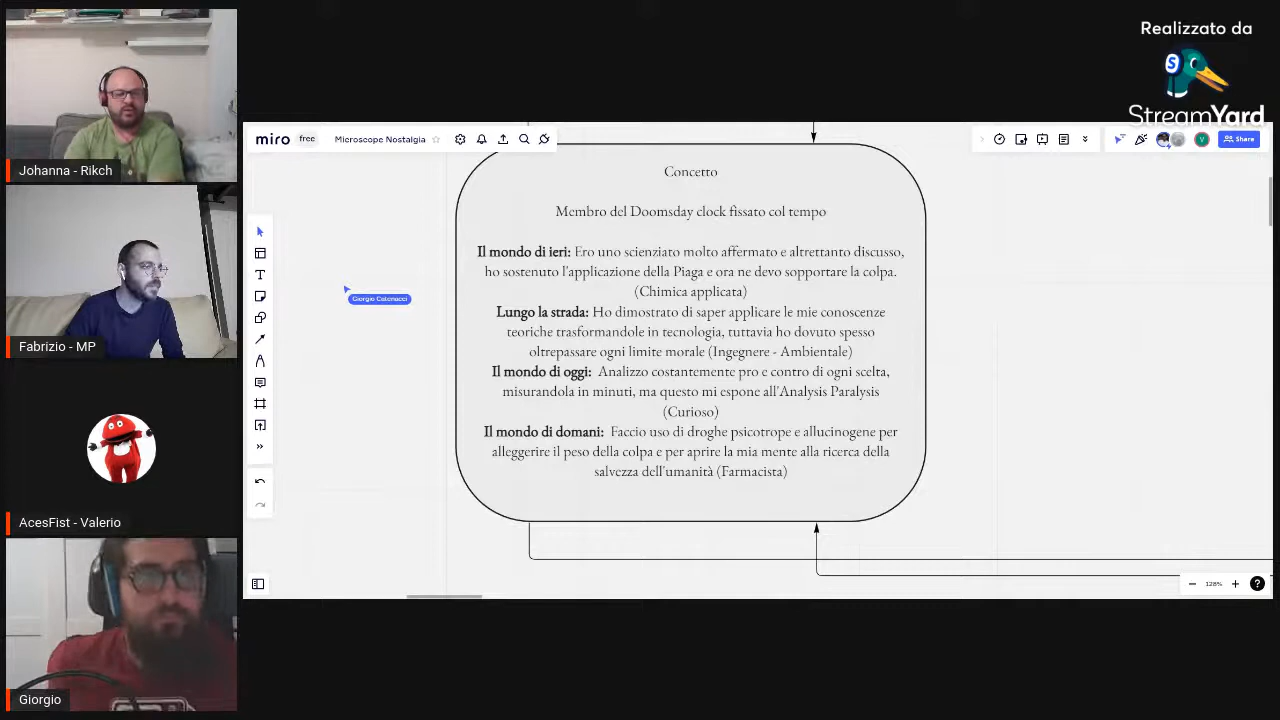 Realizzato da
StreamYard
miro free Microscope Nostalgia
Share
Concetto
Membro del Doomsday clock fissato col tempo
Il mondo di ieri: Ero uno scienziato molto affermato e altrettanto discusso,
ho sostenuto l'applicazione della Piaga e ora ne devo sopportare la colpa.
(Chimica applicata)
Lungo la strada: Ho dimostrato di saper applicare le mie conoscenze
teoriche trasformandole in tecnologia, tuttavia ho dovuto spesso
oltrepassare ogni limite morale (Ingegnere - Ambientale)
Il mondo di oggi: Analizzo costantemente pro e contro di ogni scelta,
misurandola in minuti, ma questo mi espone all'Analysis Paralysis
(Curioso)
Il mondo di domani: Faccio uso di droghe psicotrope e allucinogene per
alleggerire il peso della colpa e per aprire la mia mente alla ricerca della
salvezza dell'umanità (Farmacista)
Giorgio
128%
Johanna - Rikch
Fabrizio - MP
AcesFist - Valerio
Giorgio